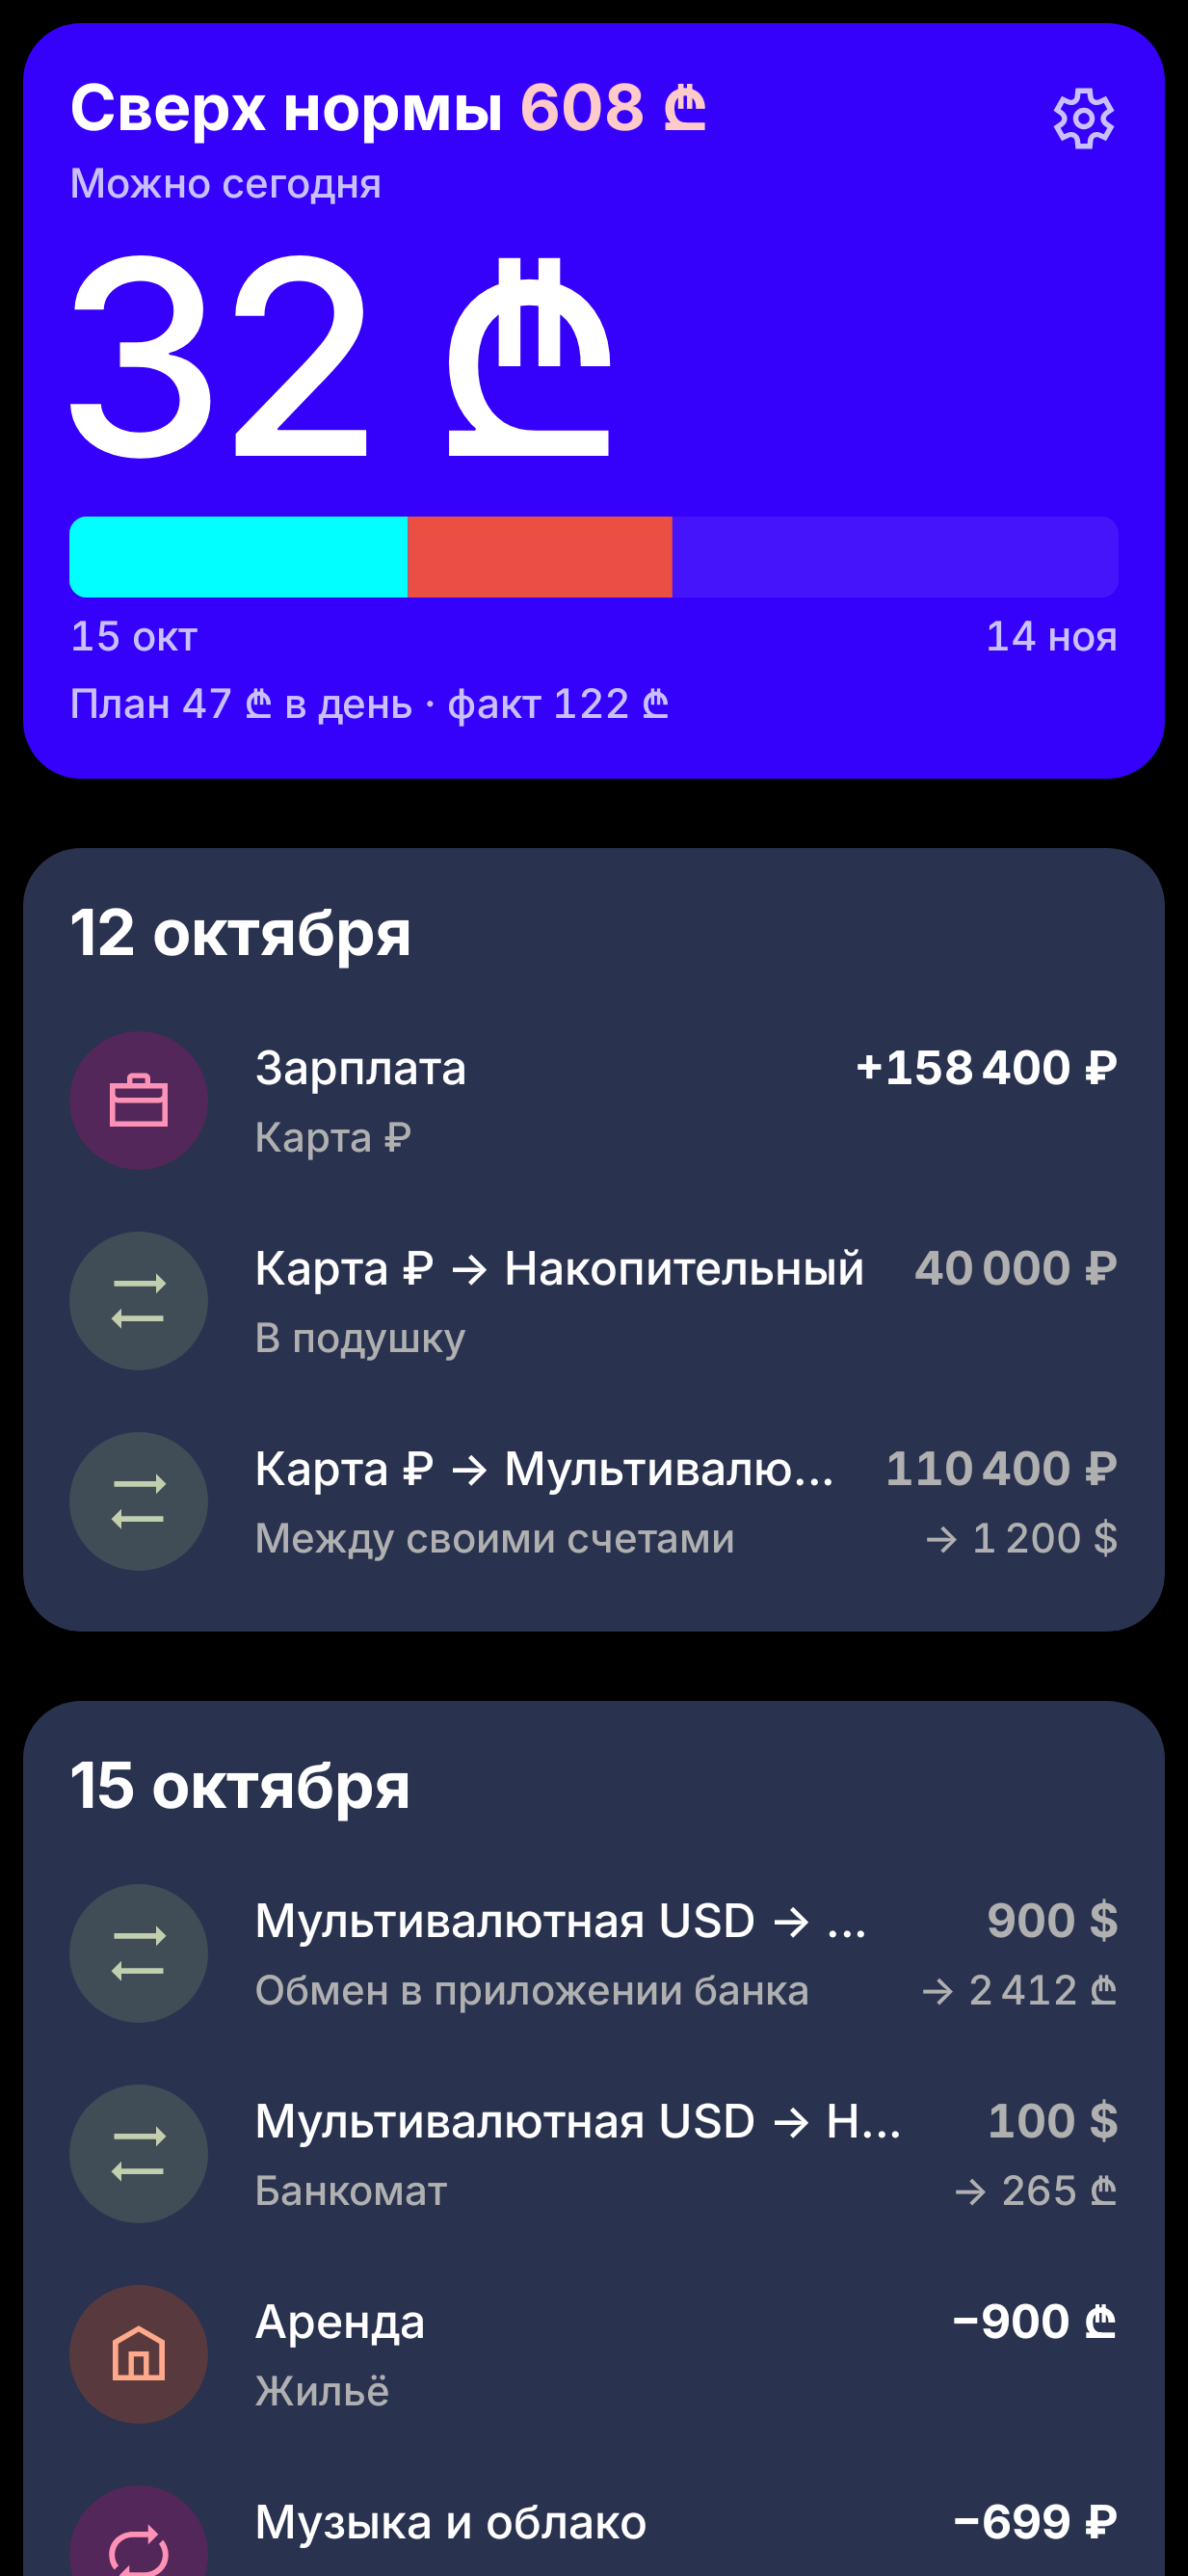 Сверх нормы 608 ₾
Можно сегодня
32 ₾
15 окт 14 ноя
План 47 ₾ в день · факт 122 ₾
12 октября
Зарплата +158 400 ₽
Карта ₽
Карта ₽ → Накопительный 40 000 ₽
В подушку
Карта ₽ → Мультивалю... 110 400 ₽
Между своими счетами → 1 200 $
15 октября
Мультивалютная USD → ... 900 $
Обмен в приложении банка → 2 412 ₾
Мультивалютная USD → Н... 100 $
Банкомат → 265 ₾
Аренда −900 ₾
Жильё
Музыка и облако −699 ₽